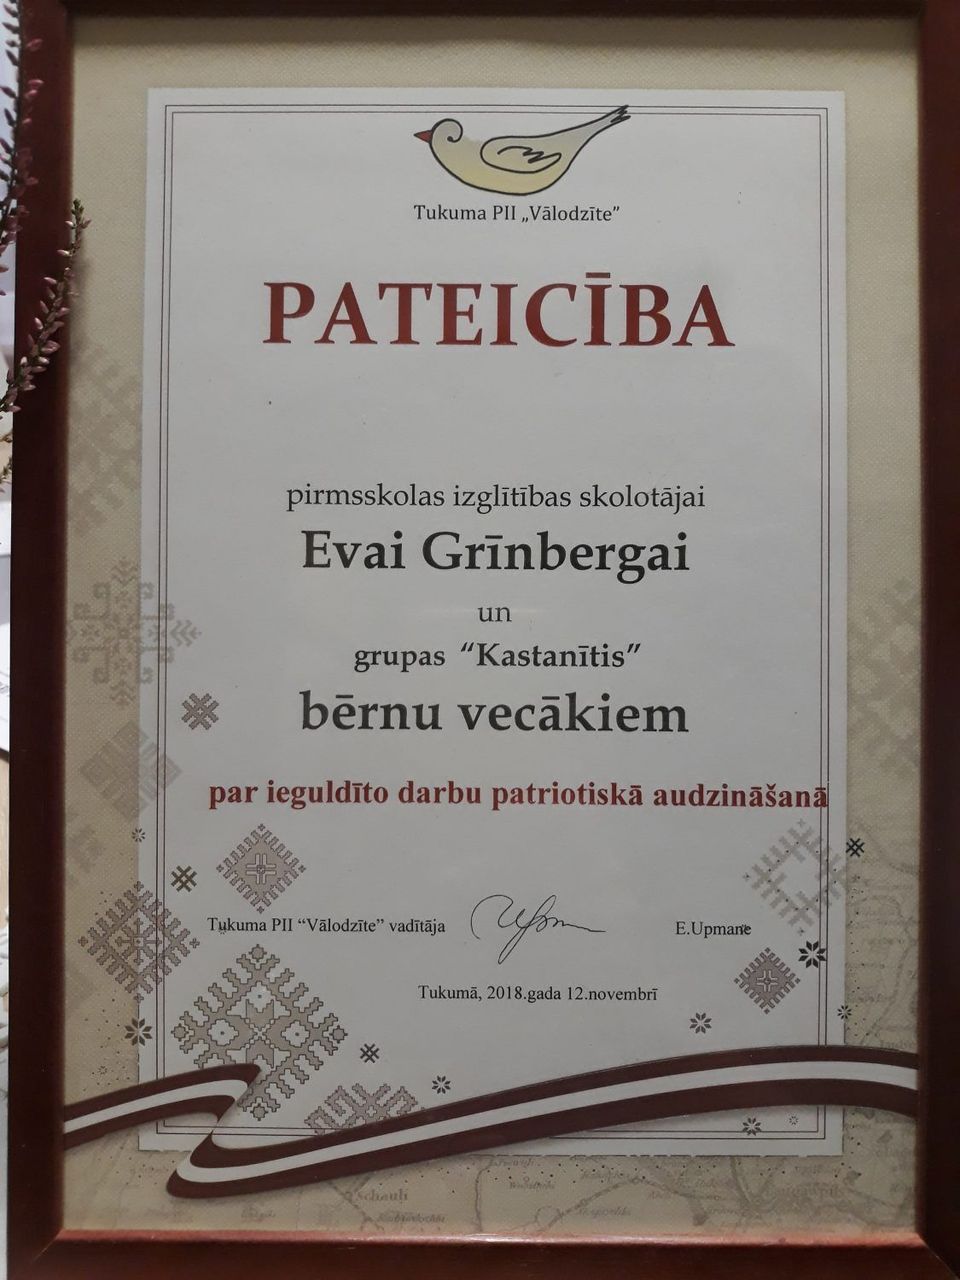 Tukuma PII „Vālodzīte”
PATEICĪBA
pirmsskolas izglītības skolotājai
Evai Grīnbergai
un
grupas “Kastanītis”
bērnu vecākiem
par ieguldīto darbu patriotiskā audzināšanā
Tukuma PII “Vālodzīte” vadītāja E.Upmane
Tukumā, 2018.gada 12.novembrī
Schauli